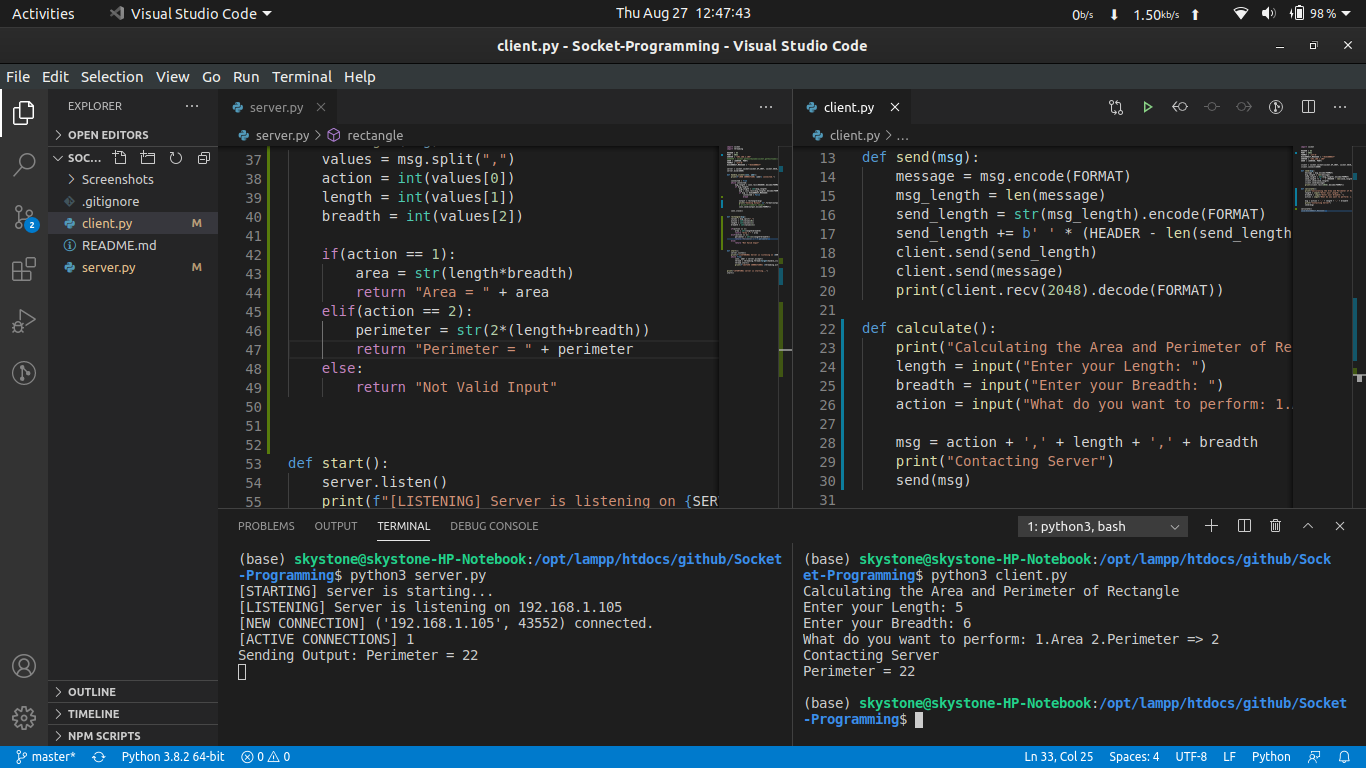 Activities
Visual Studio Code
Thu Aug 27 12:47:43
0b/s 1.50kb/s 98%
client.py - Socket-Programming - Visual Studio Code
File Edit Selection View Go Run Terminal Help
EXPLORER
OPEN EDITORS
SOC...
Screenshots
.gitignore
client.py M
README.md
server.py M
2
OUTLINE
TIMELINE
NPM SCRIPTS
server.py
server.py > rectangle
37 values = msg.split(",")
38 action = int(values[0])
39 length = int(values[1])
40 breadth = int(values[2])
41
42 if(action == 1):
43 area = str(length*breadth)
44 return "Area = " + area
45 elif(action == 2):
46 perimeter = str(2*(length+breadth))
47 return "Perimeter = " + perimeter
48 else:
49 return "Not Valid Input"
50
51
52
53 def start():
54 server.listen()
55 print(f"[LISTENING] Server is listening on {SER
client.py
client.py > ...
13 def send(msg):
14 message = msg.encode(FORMAT)
15 msg_length = len(message)
16 send_length = str(msg_length).encode(FORMAT)
17 send_length += b' ' * (HEADER - len(send_length
18 client.send(send_length)
19 client.send(message)
20 print(client.recv(2048).decode(FORMAT))
21
22 def calculate():
23 print("Calculating the Area and Perimeter of Re
24 length = input("Enter your Length: ")
25 breadth = input("Enter your Breadth: ")
26 action = input("What do you want to perform: 1.
27
28 msg = action + ',' + length + ',' + breadth
29 print("Contacting Server")
30 send(msg)
31
PROBLEMS OUTPUT TERMINAL DEBUG CONSOLE
1: python3, bash
(base) skystone@skystone-HP-Notebook:/opt/lampp/htdocs/github/Socket
-Programming$ python3 server.py
[STARTING] server is starting...
[LISTENING] Server is listening on 192.168.1.105
[NEW CONNECTION] ('192.168.1.105', 43552) connected.
[ACTIVE CONNECTIONS] 1
Sending Output: Perimeter = 22
(base) skystone@skystone-HP-Notebook:/opt/lampp/htdocs/github/Sock
et-Programming$ python3 client.py
Calculating the Area and Perimeter of Rectangle
Enter your Length: 5
Enter your Breadth: 6
What do you want to perform: 1.Area 2.Perimeter => 2
Contacting Server
Perimeter = 22
(base) skystone@skystone-HP-Notebook:/opt/lampp/htdocs/github/Socket
-Programming$
master* Python 3.8.2 64-bit 0 0 Ln 33, Col 25 Spaces: 4 UTF-8 LF Python